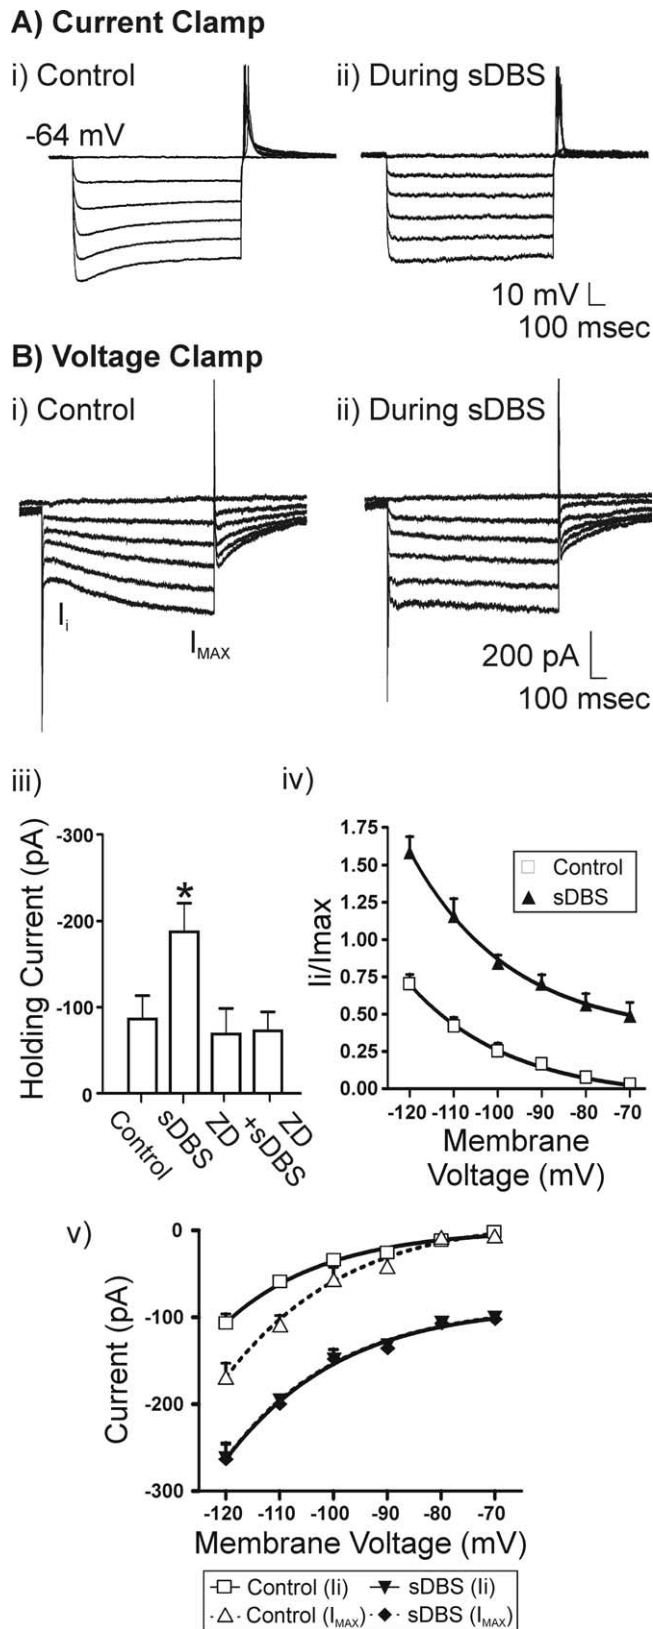 A) Current Clamp
i) Control
ii) During sDBS
-64 mV
10 mV
100 msec
B) Voltage Clamp
i) Control
ii) During sDBS
Ii
IMAX
200 pA
100 msec
iii)
Holding Current (pA)
-300
-200
-100
0
Control
sDBS
ZD
ZD
+sDBS
*
iv)
Ii/Imax
1.75
1.50
1.25
1.00
0.75
0.50
0.25
0.00
Control
sDBS
-120 -110 -100 -90 -80 -70
Membrane
Voltage (mV)
v)
Current (pA)
0
-100
-200
-300
-120 -110 -100 -90 -80 -70
Membrane Voltage (mV)
Control (Ii)
sDBS (Ii)
Control (IMAX)
sDBS (IMAX)